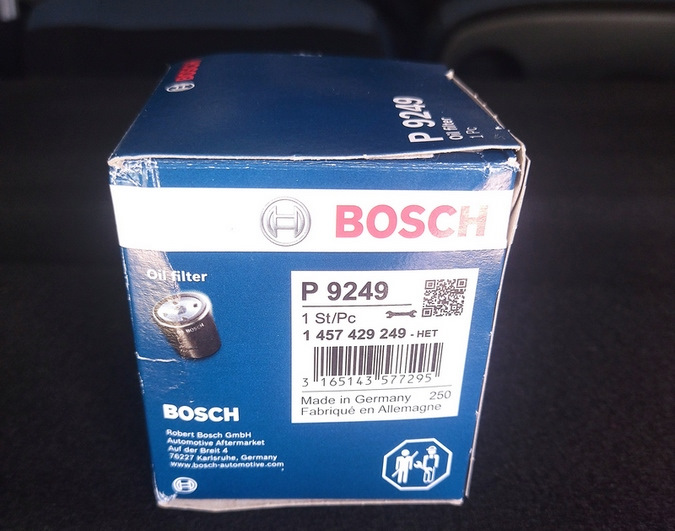 BOSCH
P 9249
Oil filter
1 Pc
BOSCH
Oil filter
BOSCH
P 9249
1 St/Pc
1 457 429 249 - HET
3 165143 577295
Made in Germany 250
Fabriqué en Allemagne
BOSCH
Robert Bosch GmbH
Automotive Aftermarket
Auf der Breit 4
76227 Karlsruhe, Germany
www.bosch-automotive.com